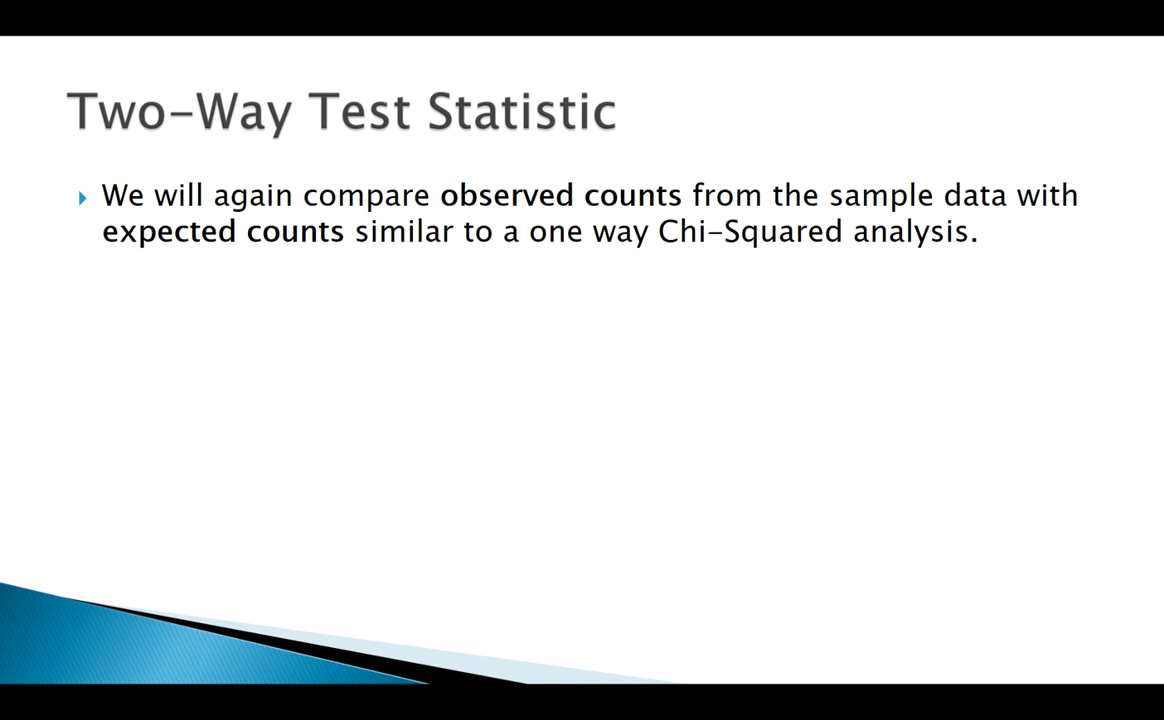 Two-Way Test Statistic
We will again compare observed counts from the sample data with
expected counts similar to a one way Chi-Squared analysis.